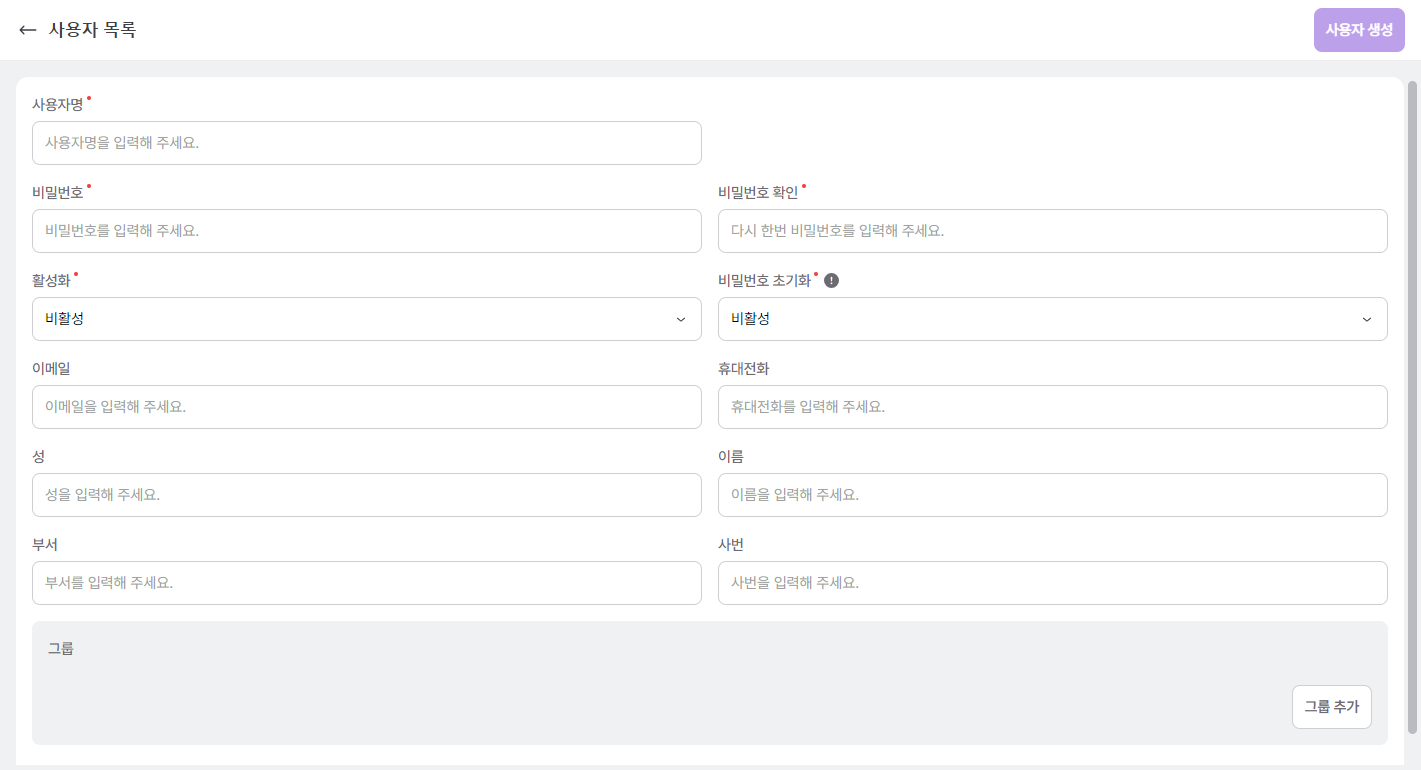 ← 사용자 목록
사용자 생성
사용자명
사용자명을 입력해 주세요.
비밀번호
비밀번호 확인
비밀번호를 입력해 주세요.
다시 한번 비밀번호를 입력해 주세요.
활성화
비밀번호 초기화
비활성
비활성
이메일
휴대전화
이메일을 입력해 주세요.
휴대전화를 입력해 주세요.
성
이름
성을 입력해 주세요.
이름을 입력해 주세요.
부서
사번
부서를 입력해 주세요.
사번을 입력해 주세요.
그룹
그룹 추가